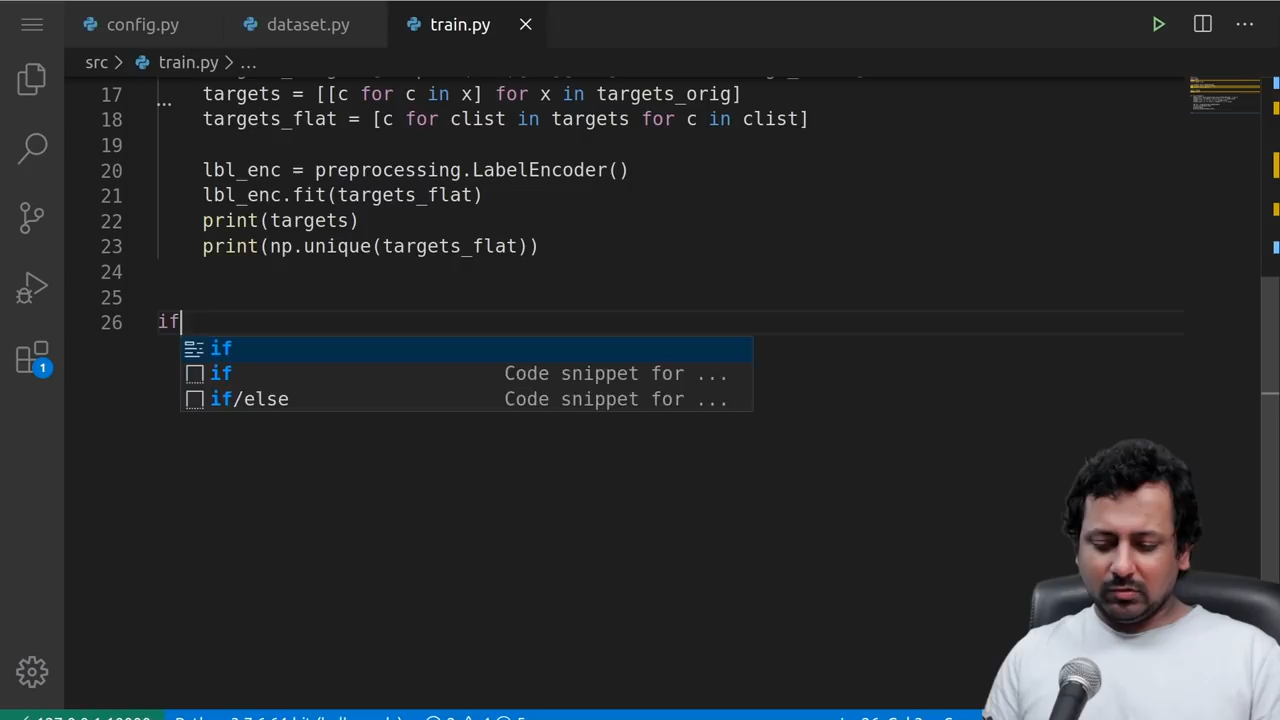 config.py
dataset.py
train.py
src > train.py > ...
17 targets = [[c for c in x] for x in targets_orig]
18 targets_flat = [c for clist in targets for c in clist]
19
20 lbl_enc = preprocessing.LabelEncoder()
21 lbl_enc.fit(targets_flat)
22 print(targets)
23 print(np.unique(targets_flat))
24
25
26 if
if
if Code snippet for ...
if/else Code snippet for ...
1